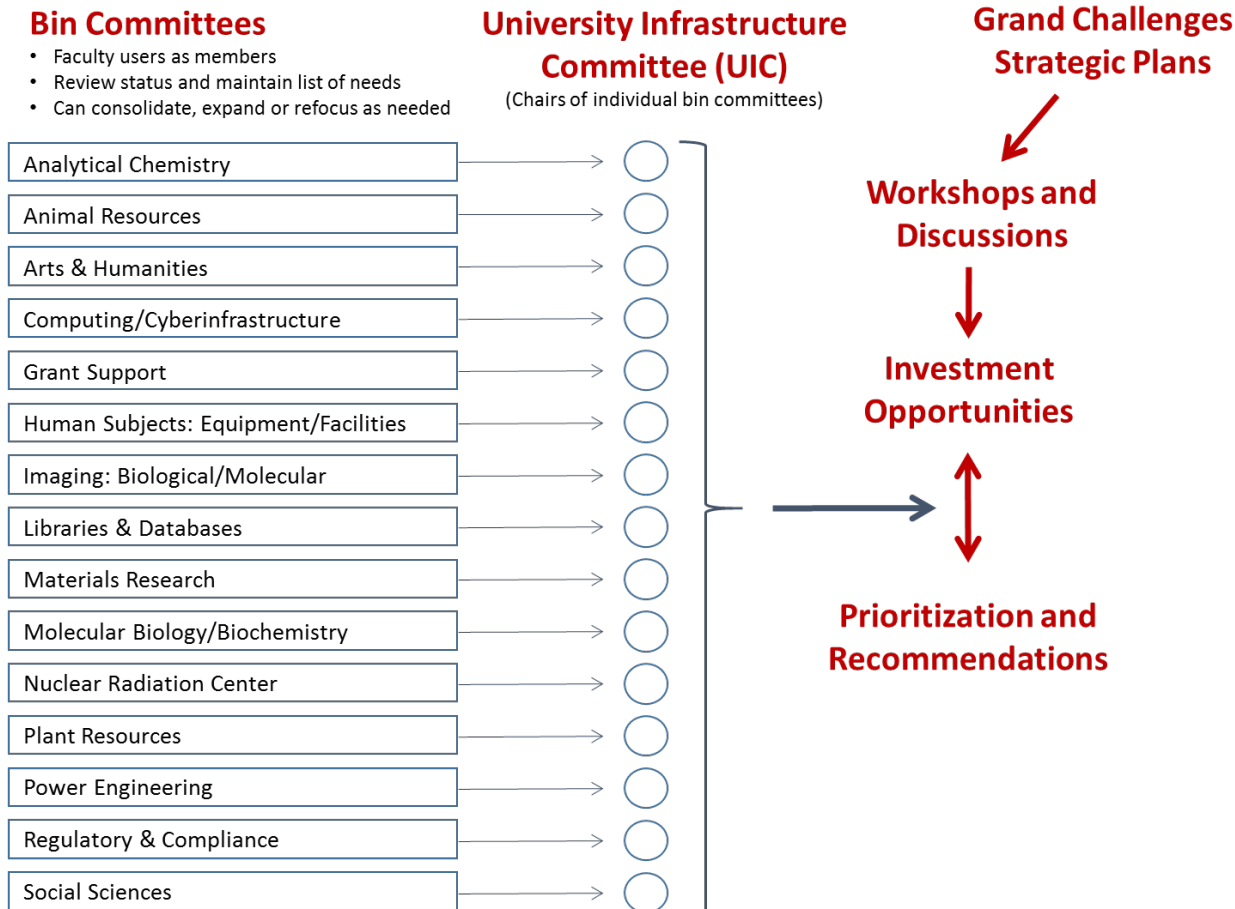 Bin Committees
• Faculty users as members
• Review status and maintain list of needs
• Can consolidate, expand or refocus as needed
University Infrastructure
Committee (UIC)
(Chairs of individual bin committees)
Grand Challenges
Strategic Plans
Analytical Chemistry
Animal Resources
Arts & Humanities
Computing/Cyberinfrastructure
Grant Support
Human Subjects: Equipment/Facilities
Imaging: Biological/Molecular
Libraries & Databases
Materials Research
Molecular Biology/Biochemistry
Nuclear Radiation Center
Plant Resources
Power Engineering
Regulatory & Compliance
Social Sciences
Workshops and
Discussions
Investment
Opportunities
Prioritization and
Recommendations